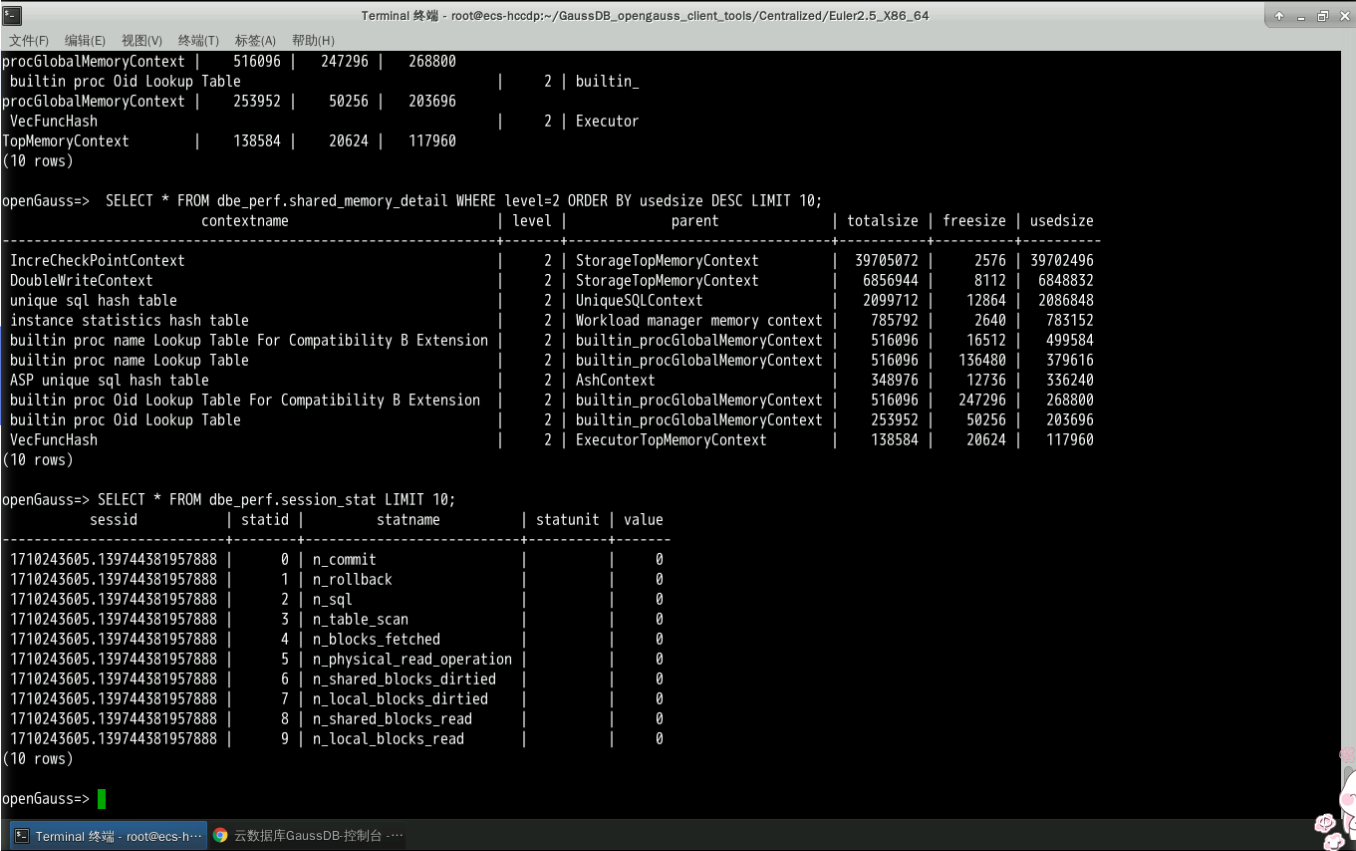 Terminal 终端 - root@ecs-hccdp:~/GaussDB_opengauss_client_tools/Centralized/Euler2.5_X86_64
文件(F) 编辑(E) 视图(V) 终端(T) 标签(A) 帮助(H)
procGlobalMemoryContext | 516096 | 247296 | 268800
builtin proc Oid Lookup Table | 2 | builtin_
procGlobalMemoryContext | 253952 | 50256 | 203696
VecFuncHash | 2 | Executor
TopMemoryContext | 138584 | 20624 | 117960
(10 rows)
openGauss=> SELECT * FROM dbe_perf.shared_memory_detail WHERE level=2 ORDER BY usedsize DESC LIMIT 10;
contextname | level | parent | totalsize | freesize | usedsize
--------------------------------------------------------------+-------+----------------------------------+-----------+----------+----------
IncreCheckPointContext | 2 | StorageTopMemoryContext | 39705072 | 2576 | 39702496
DoubleWriteContext | 2 | StorageTopMemoryContext | 6856944 | 8112 | 6848832
unique sql hash table | 2 | UniqueSQLContext | 2099712 | 12864 | 2086848
instance statistics hash table | 2 | Workload manager memory context | 785792 | 2640 | 783152
builtin proc name Lookup Table For Compatibility B Extension | 2 | builtin_procGlobalMemoryContext | 516096 | 16512 | 499584
builtin proc name Lookup Table | 2 | builtin_procGlobalMemoryContext | 516096 | 136480 | 379616
ASP unique sql hash table | 2 | AshContext | 348976 | 12736 | 336240
builtin proc Oid Lookup Table For Compatibility B Extension | 2 | builtin_procGlobalMemoryContext | 516096 | 247296 | 268800
builtin proc Oid Lookup Table | 2 | builtin_procGlobalMemoryContext | 253952 | 50256 | 203696
VecFuncHash | 2 | ExecutorTopMemoryContext | 138584 | 20624 | 117960
(10 rows)
openGauss=> SELECT * FROM dbe_perf.session_stat LIMIT 10;
sessid | statid | statname | statunit | value
----------------------------+--------+---------------------------+----------+-------
1710243605.139744381957888 | 0 | n_commit | | 0
1710243605.139744381957888 | 1 | n_rollback | | 0
1710243605.139744381957888 | 2 | n_sql | | 0
1710243605.139744381957888 | 3 | n_table_scan | | 0
1710243605.139744381957888 | 4 | n_blocks_fetched | | 0
1710243605.139744381957888 | 5 | n_physical_read_operation | | 0
1710243605.139744381957888 | 6 | n_shared_blocks_dirtied | | 0
1710243605.139744381957888 | 7 | n_local_blocks_dirtied | | 0
1710243605.139744381957888 | 8 | n_shared_blocks_read | | 0
1710243605.139744381957888 | 9 | n_local_blocks_read | | 0
(10 rows)
openGauss=>
Terminal 终端 - root@ecs-h··· 云数据库GaussDB-控制台 -···